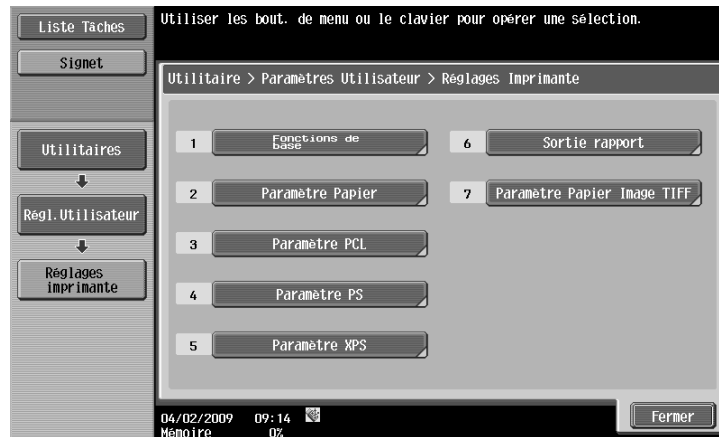 Liste Tâches
Utiliser les bout. de menu ou le clavier pour opérer une sélection.
Signet
Utilitaire > Paramètres Utilisateur > Réglages Imprimante
Utilitaires
Régl.Utilisateur
Réglages
imprimante
1 Fonctions de
base
2 Paramètre Papier
3 Paramètre PCL
4 Paramètre PS
5 Paramètre XPS
6 Sortie rapport
7 Paramètre Papier Image TIFF
04/02/2009 09:14
Mémoire 0%
Fermer